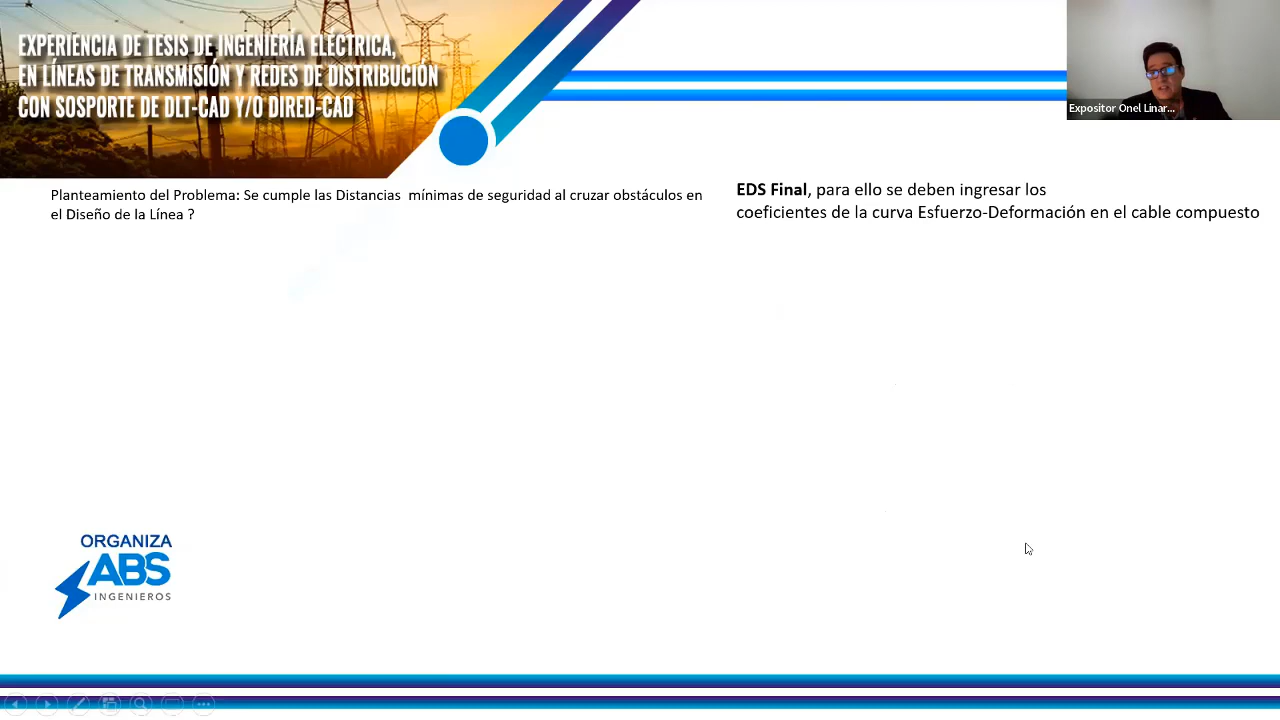 EXPERIENCIA DE TESIS DE INGENIERIA ELÉCTRICA,
EN LÍNEAS DE TRANSMISIÓN Y REDES DE DISTRIBUCIÓN
CON SOSPORTE DE DLT-CAD Y/O DIRED-CAD
Expositor Onel Linar...
Planteamiento del Problema: Se cumple las Distancias mínimas de seguridad al cruzar obstáculos en
el Diseño de la Línea ?
EDS Final, para ello se deben ingresar los
coeficientes de la curva Esfuerzo-Deformación en el cable compuesto
ORGANIZA
ABS
INGENIEROS